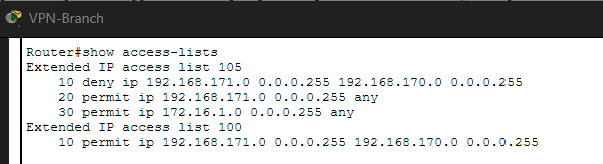 VPN-Branch
Router#show access-lists
Extended IP access list 105
10 deny ip 192.168.171.0 0.0.0.255 192.168.170.0 0.0.0.255
20 permit ip 192.168.171.0 0.0.0.255 any
30 permit ip 172.16.1.0 0.0.0.255 any
Extended IP access list 100
10 permit ip 192.168.171.0 0.0.0.255 192.168.170.0 0.0.0.255